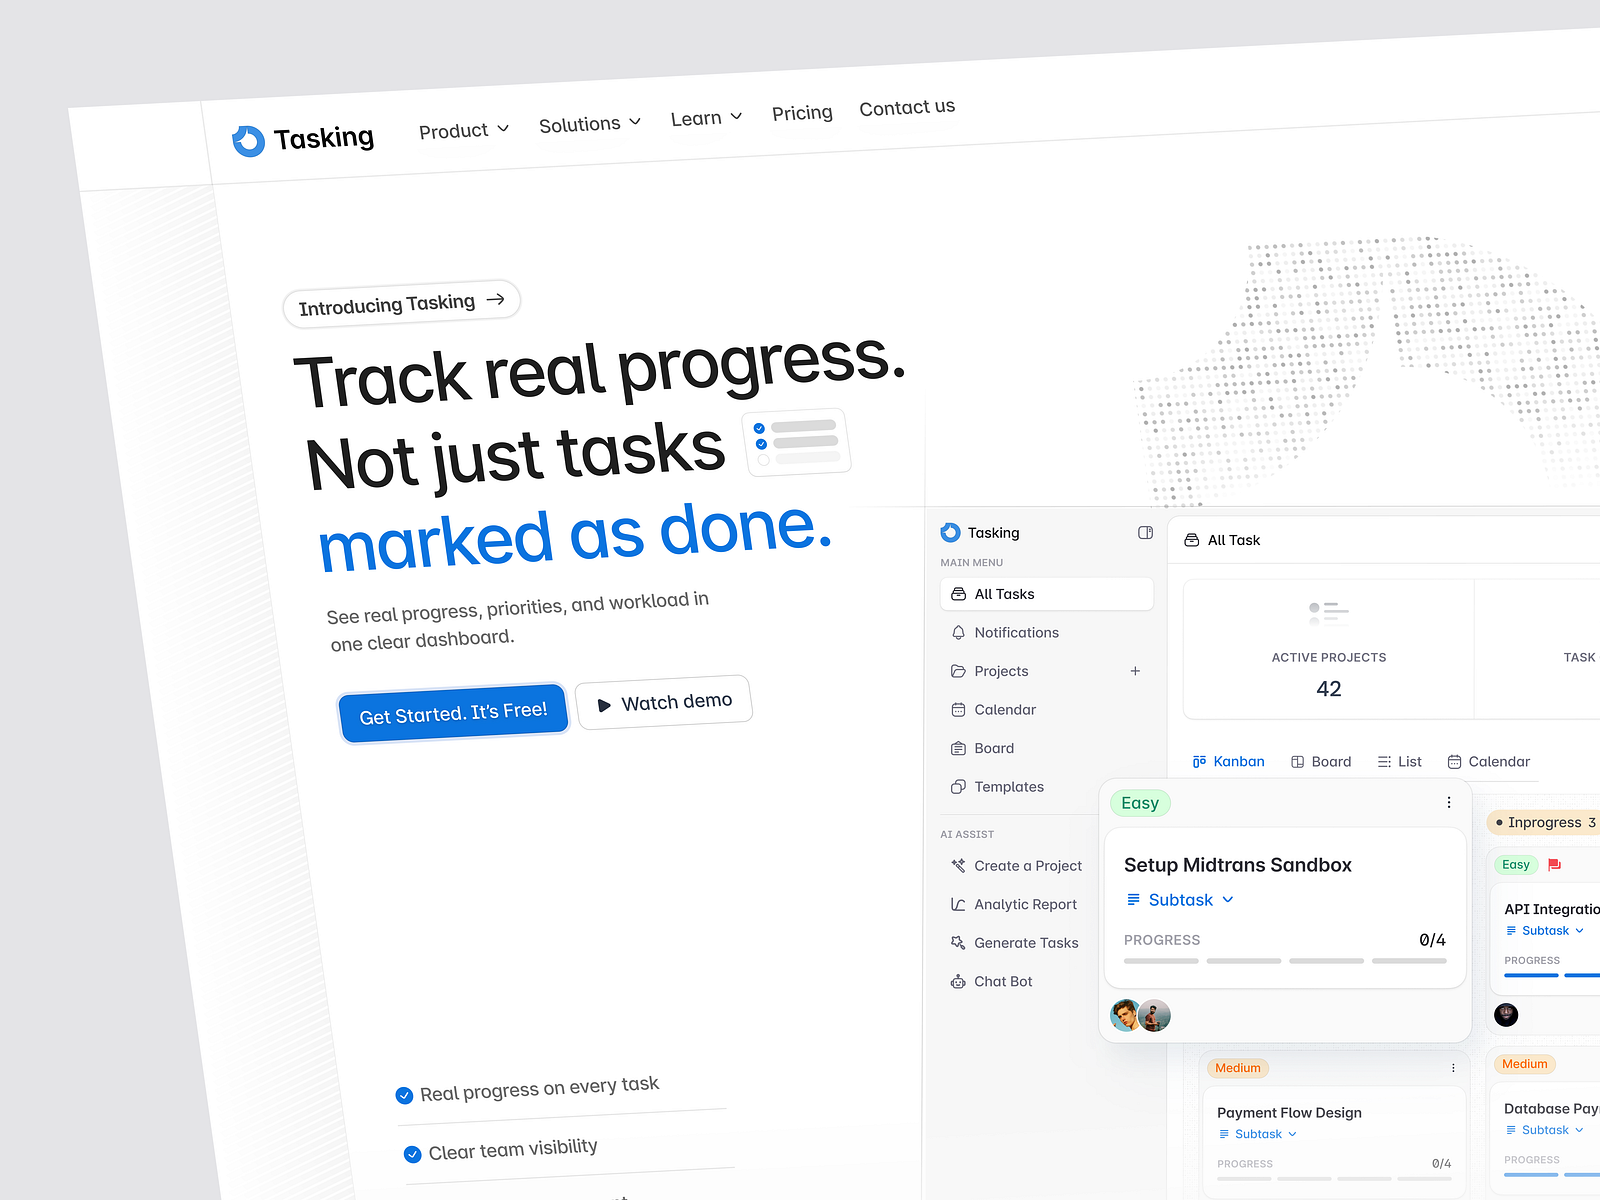 Tasking
Product
Solutions
Learn
Pricing
Contact us
Introducing Tasking
Track real progress.
Not just tasks
marked as done.
See real progress, priorities, and workload in
one clear dashboard.
Get Started. It's Free!
Watch demo
Real progress on every task
Clear team visibility
Tasking
MAIN MENU
All Tasks
Notifications
Projects
Calendar
Board
Templates
AI ASSIST
Create a Project
Analytic Report
Generate Tasks
Chat Bot
All Task
ACTIVE PROJECTS
42
TASK
Kanban
Board
List
Calendar
Easy
Setup Midtrans Sandbox
Subtask
PROGRESS
0/4
Medium
Payment Flow Design
Subtask
PROGRESS
0/4
Inprogress 3
Easy
API
Subtask
PROGRESS
Medium
Database
Subtask
PROGRESS